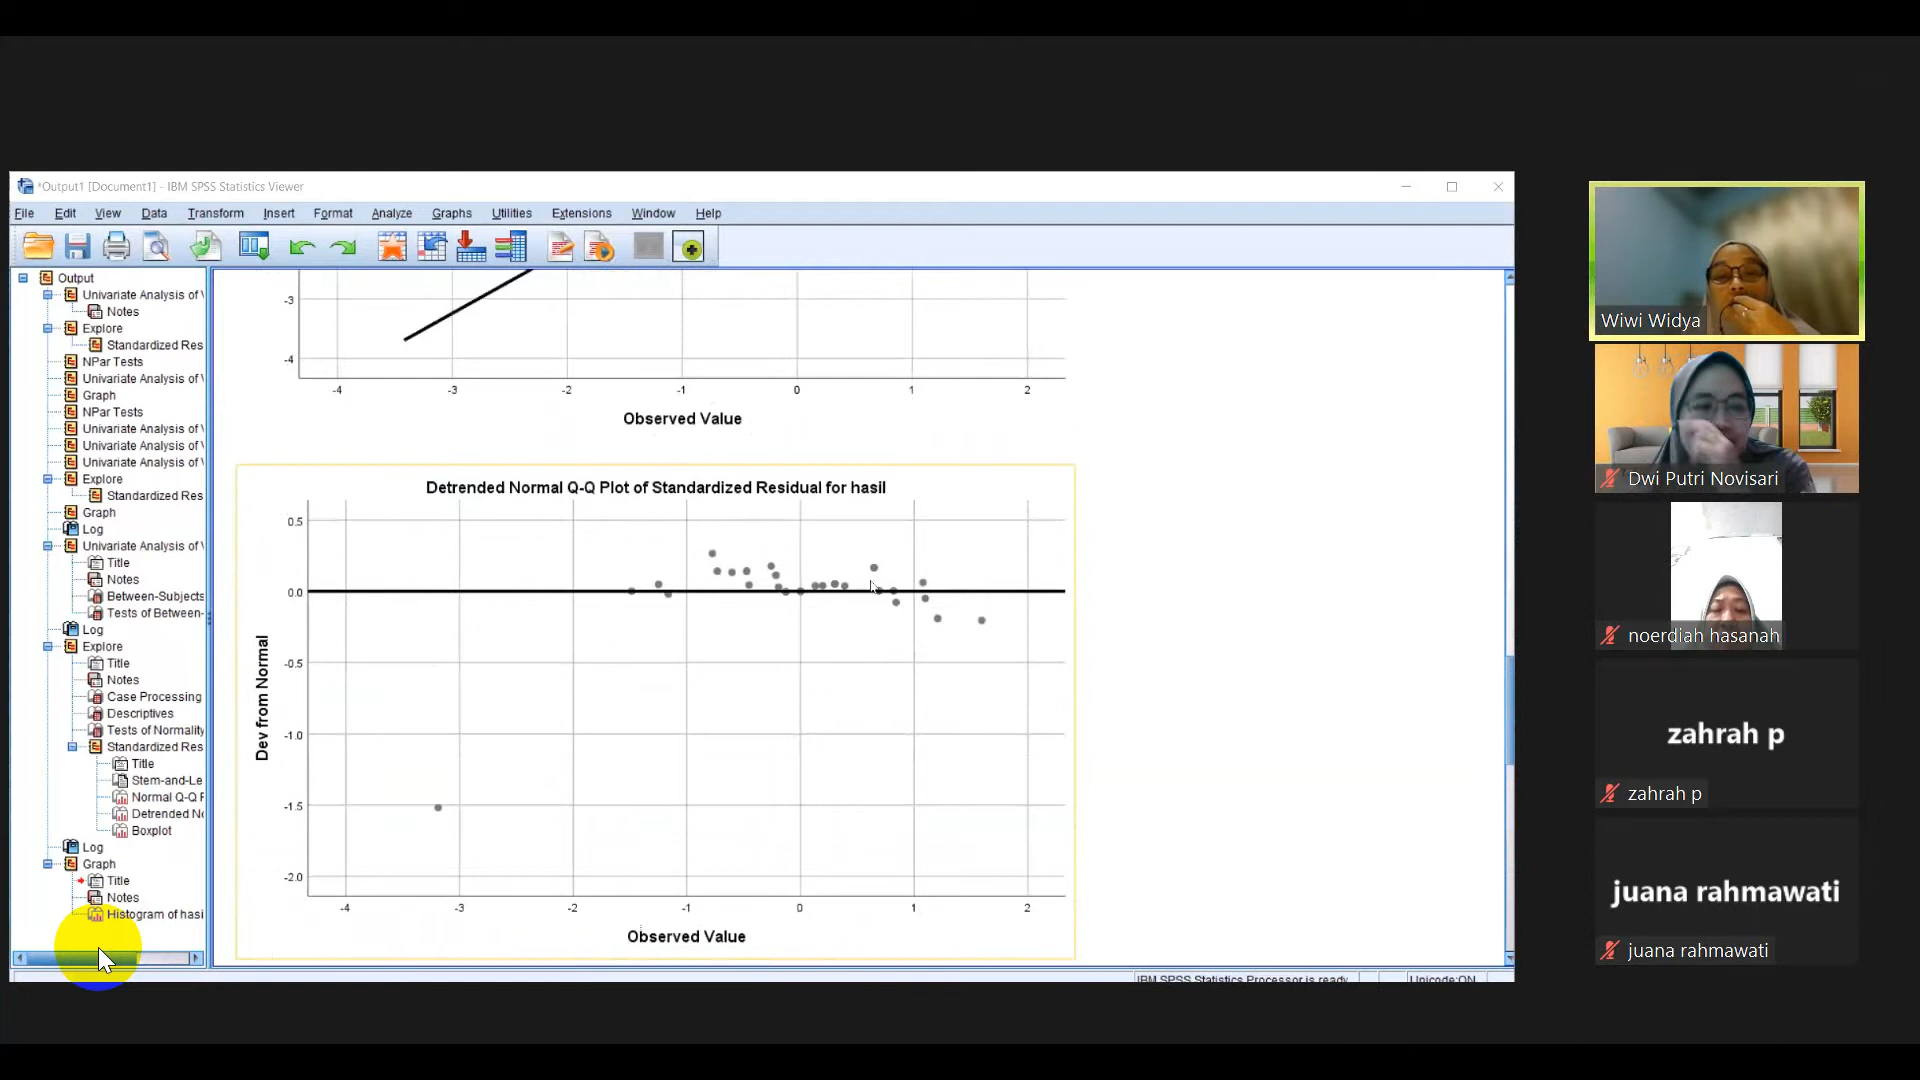 *Output1 [Document1] - IBM SPSS Statistics Viewer
File Edit View Data Transform Insert Format Analyze Graphs Utilities Extensions Window Help
Output
Univariate Analysis of V
Notes
Explore
Standardized Res
NPar Tests
Univariate Analysis of V
Graph
NPar Tests
Univariate Analysis of V
Univariate Analysis of V
Univariate Analysis of V
Explore
Standardized Res
Graph
Log
Univariate Analysis of V
Title
Notes
Between-Subjects
Tests of Between-
Log
Explore
Title
Notes
Case Processing
Descriptives
Tests of Normality
Standardized Res
Title
Stem-and-Le
Normal Q-Q P
Detrended No
Boxplot
Log
Graph
Title
Notes
Histogram of hasi
-3
-4
-4 -3 -2 -1 0 1 2
Observed Value
Detrended Normal Q-Q Plot of Standardized Residual for hasil
Dev from Normal
0.5
0.0
-0.5
-1.0
-1.5
-2.0
-4 -3 -2 -1 0 1 2
Observed Value
IBM SPSS Statistics Processor is ready
Unicode:ON
Wiwi Widya
Dwi Putri Novisari
noerdiah hasanah
zahrah p
zahrah p
juana rahmawati
juana rahmawati